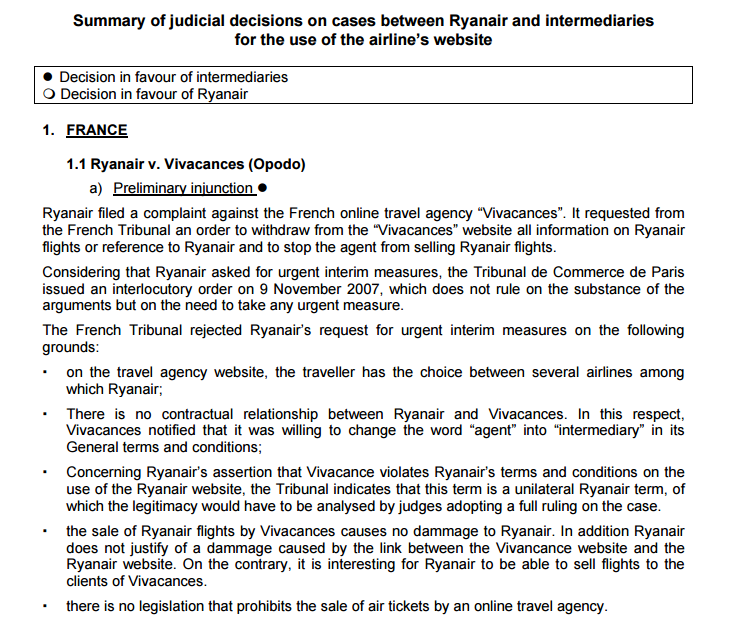 Summary of judicial decisions on cases between Ryanair and intermediaries
for the use of the airline's website
● Decision in favour of intermediaries
❍ Decision in favour of Ryanair
1. FRANCE
1.1 Ryanair v. Vivacances (Opodo)
a) Preliminary injunction ●
Ryanair filed a complaint against the French online travel agency “Vivacances”. It requested from
the French Tribunal an order to withdraw from the “Vivacances” website all information on Ryanair
flights or reference to Ryanair and to stop the agent from selling Ryanair flights.
Considering that Ryanair asked for urgent interim measures, the Tribunal de Commerce de Paris
issued an interlocutory order on 9 November 2007, which does not rule on the substance of the
arguments but on the need to take any urgent measure.
The French Tribunal rejected Ryanair's request for urgent interim measures on the following
grounds:
▪ on the travel agency website, the traveller has the choice between several airlines among
which Ryanair;
▪ There is no contractual relationship between Ryanair and Vivacances. In this respect,
Vivacances notified that it was willing to change the word “agent” into “intermediary” in its
General terms and conditions;
▪ Concerning Ryanair's assertion that Vivacance violates Ryanair's terms and conditions on the
use of the Ryanair website, the Tribunal indicates that this term is a unilateral Ryanair term, of
which the legitimacy would have to be analysed by judges adopting a full ruling on the case.
▪ the sale of Ryanair flights by Vivacances causes no dammage to Ryanair. In addition Ryanair
does not justify of a dammage caused by the link between the Vivancance website and the
Ryanair website. On the contrary, it is interesting for Ryanair to be able to sell flights to the
clients of Vivacances.
▪ there is no legislation that prohibits the sale of air tickets by an online travel agency.